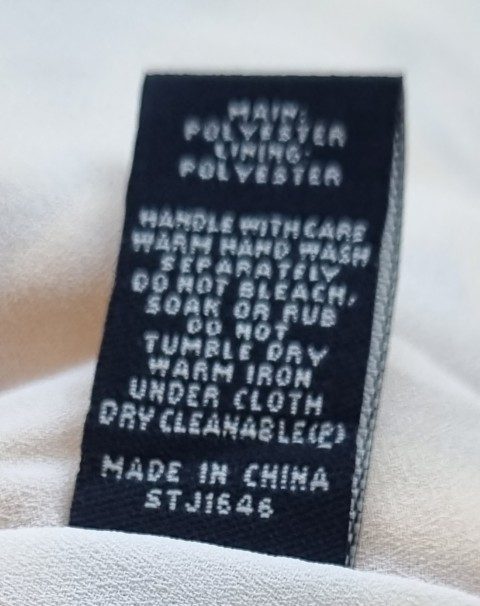 MAIN:
POLYESTER
LINING:
POLYESTER
HANDLE WITH CARE
WARM HAND WASH
SEPARATELY
DO NOT BLEACH,
SOAK OR RUB
DO NOT
TUMBLE DRY
WARM IRON
UNDER CLOTH
DRY CLEANABLE(P)
MADE IN CHINA
STJ1646